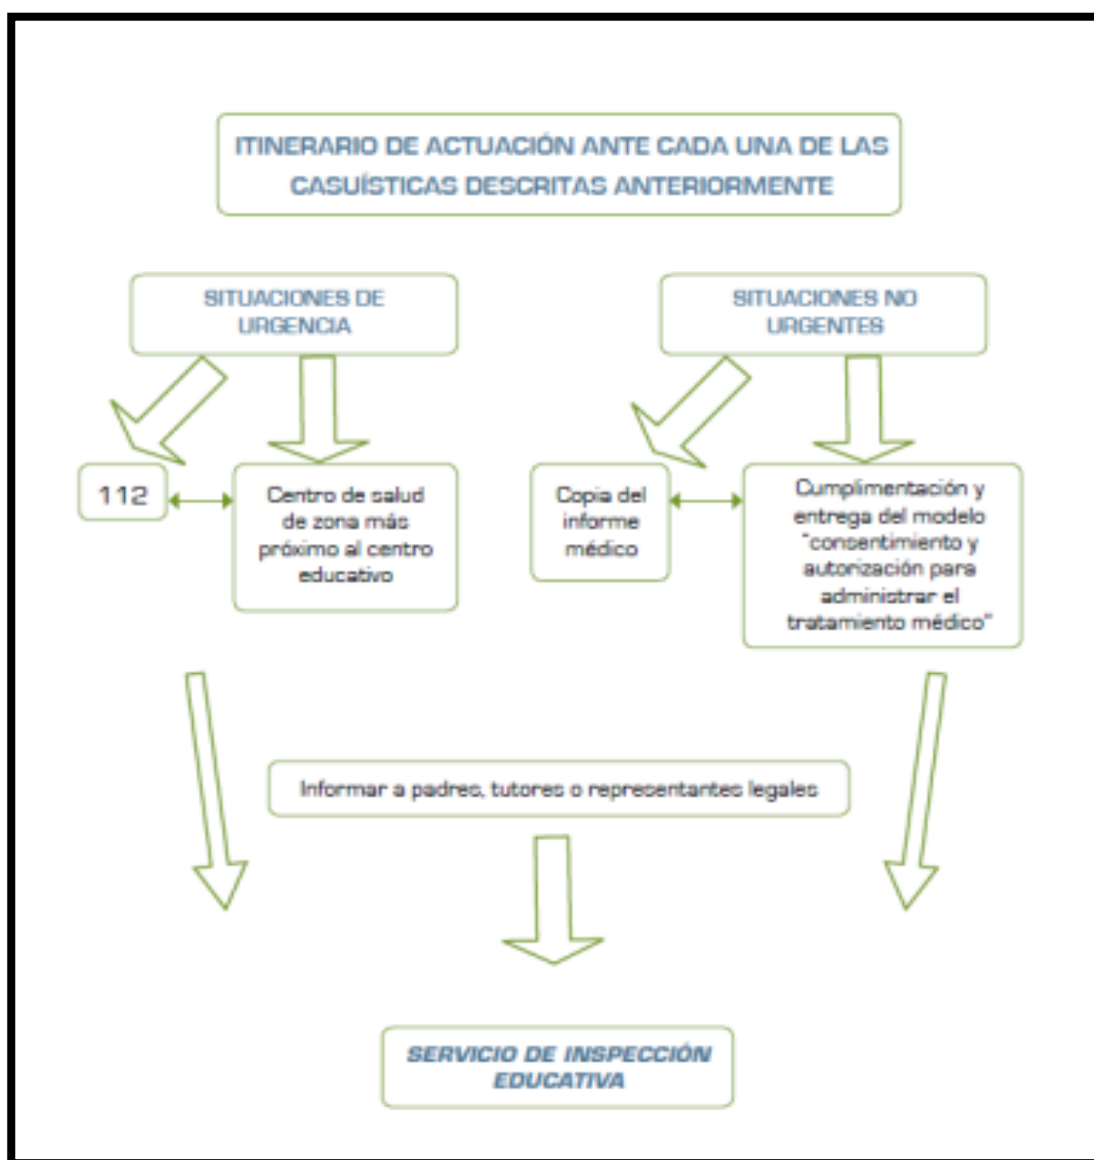 ITINERARIO DE ACTUACIÓN ANTE CADA UNA DE LAS
CASUÍSTICAS DESCRITAS ANTERIORMENTE
SITUACIONES DE
URGENCIA
SITUACIONES NO
URGENTES
112
Centro de salud
de zona más
próximo al centro
educativo
Copia del
informe
médico
Cumplimentación y
entrega del modelo
"consentimiento y
autorización para
administrar el
tratamiento médico"
Informar a padres, tutores o representantes legales
SERVICIO DE INSPECCIÓN
EDUCATIVA